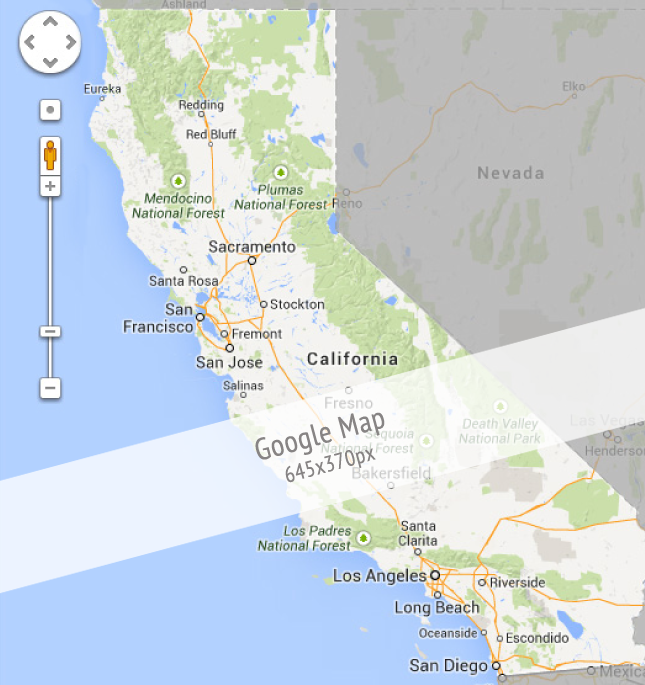 Ashland
Eureka
Elko
Redding
Red Bluff
Nevada
Mendocino
National Forest
Plumas
National Forest
Reno
Sacramento
Santa Rosa
Stockton
San
Francisco
Fremont
San Jose
California
Salinas
Fresno
Google Map
645x370px
Sequoia
National Forest
Death Valley
National Park
Las Vegas
Henderson
Bakersfield
Los Padres
National Forest
Santa
Clarita
Los Angeles
Riverside
Long Beach
Oceanside
Escondido
San Diego
Mexica